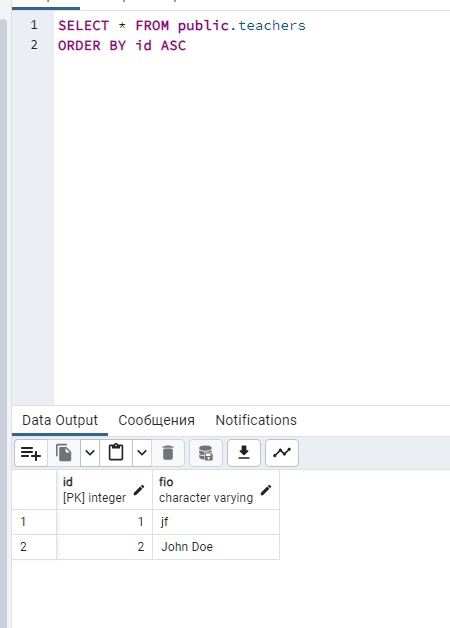 1 SELECT * FROM public.teachers
2 ORDER BY id ASC
Data Output Сообщения Notifications
id fio
[PK] integer character varying
1 1 jf
2 2 John Doe